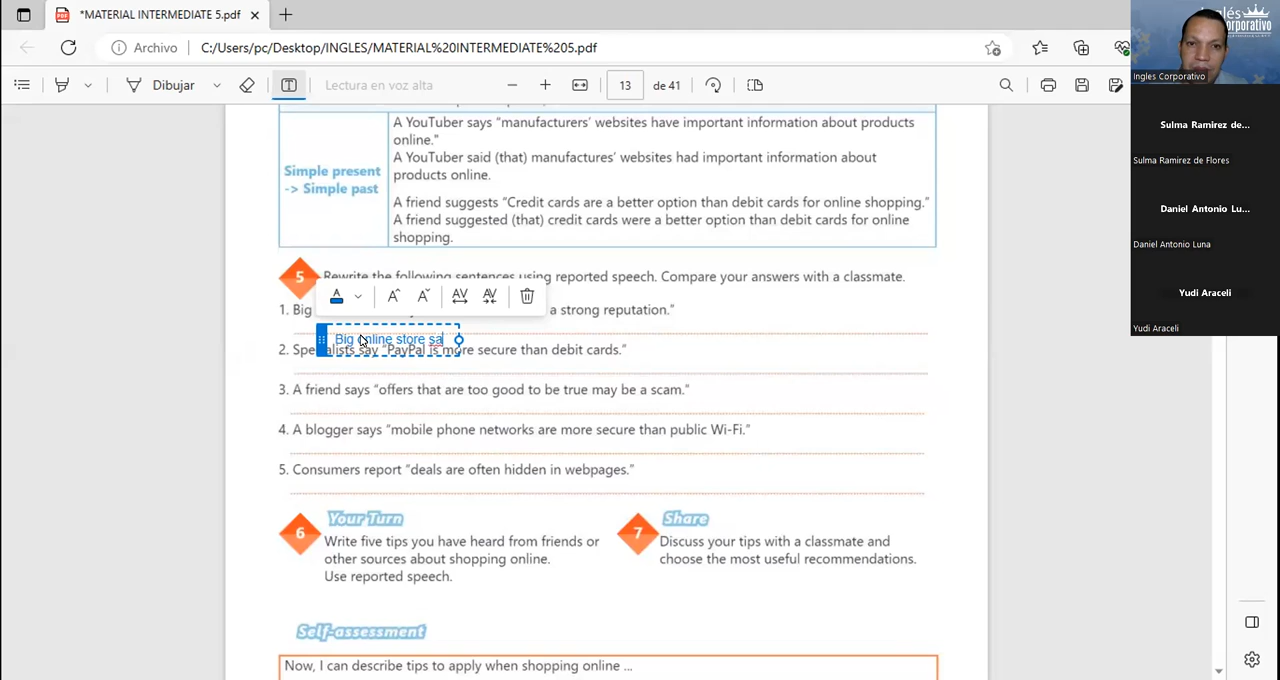 *MATERIAL INTERMEDIATE 5.pdf
Archivo
C:/Users/pc/Desktop/INGLES/MATERIAL%20INTERMEDIATE%205.pdf
Dibujar
Lectura en voz alta
13
de 41
A YouTuber says “manufacturers’ websites have important information about products
online.”
A YouTuber said (that) manufactures’ websites had important information about
products online.
Simple present
-> Simple past
A friend suggests “Credit cards are a better option than debit cards for online shopping.”
A friend suggested (that) credit cards were a better option than debit cards for online
shopping.
5
Rewrite the following sentences using reported speech. Compare your answers with a classmate.
1. Big
a strong reputation.”
Big online store sa
2. Specialists say “PayPal is more secure than debit cards.”
3. A friend says “offers that are too good to be true may be a scam.”
4. A blogger says “mobile phone networks are more secure than public Wi-Fi.”
5. Consumers report “deals are often hidden in webpages.”
6
Your Turn
Write five tips you have heard from friends or
other sources about shopping online.
Use reported speech.
7
Share
Discuss your tips with a classmate and
choose the most useful recommendations.
Self-assessment
Now, I can describe tips to apply when shopping online ...
Inglés
Corporativo
Ingles Corporativo
Sulma Ramirez de...
Sulma Ramirez de Flores
Daniel Antonio Lu...
Daniel Antonio Luna
Yudi Araceli
Yudi Araceli